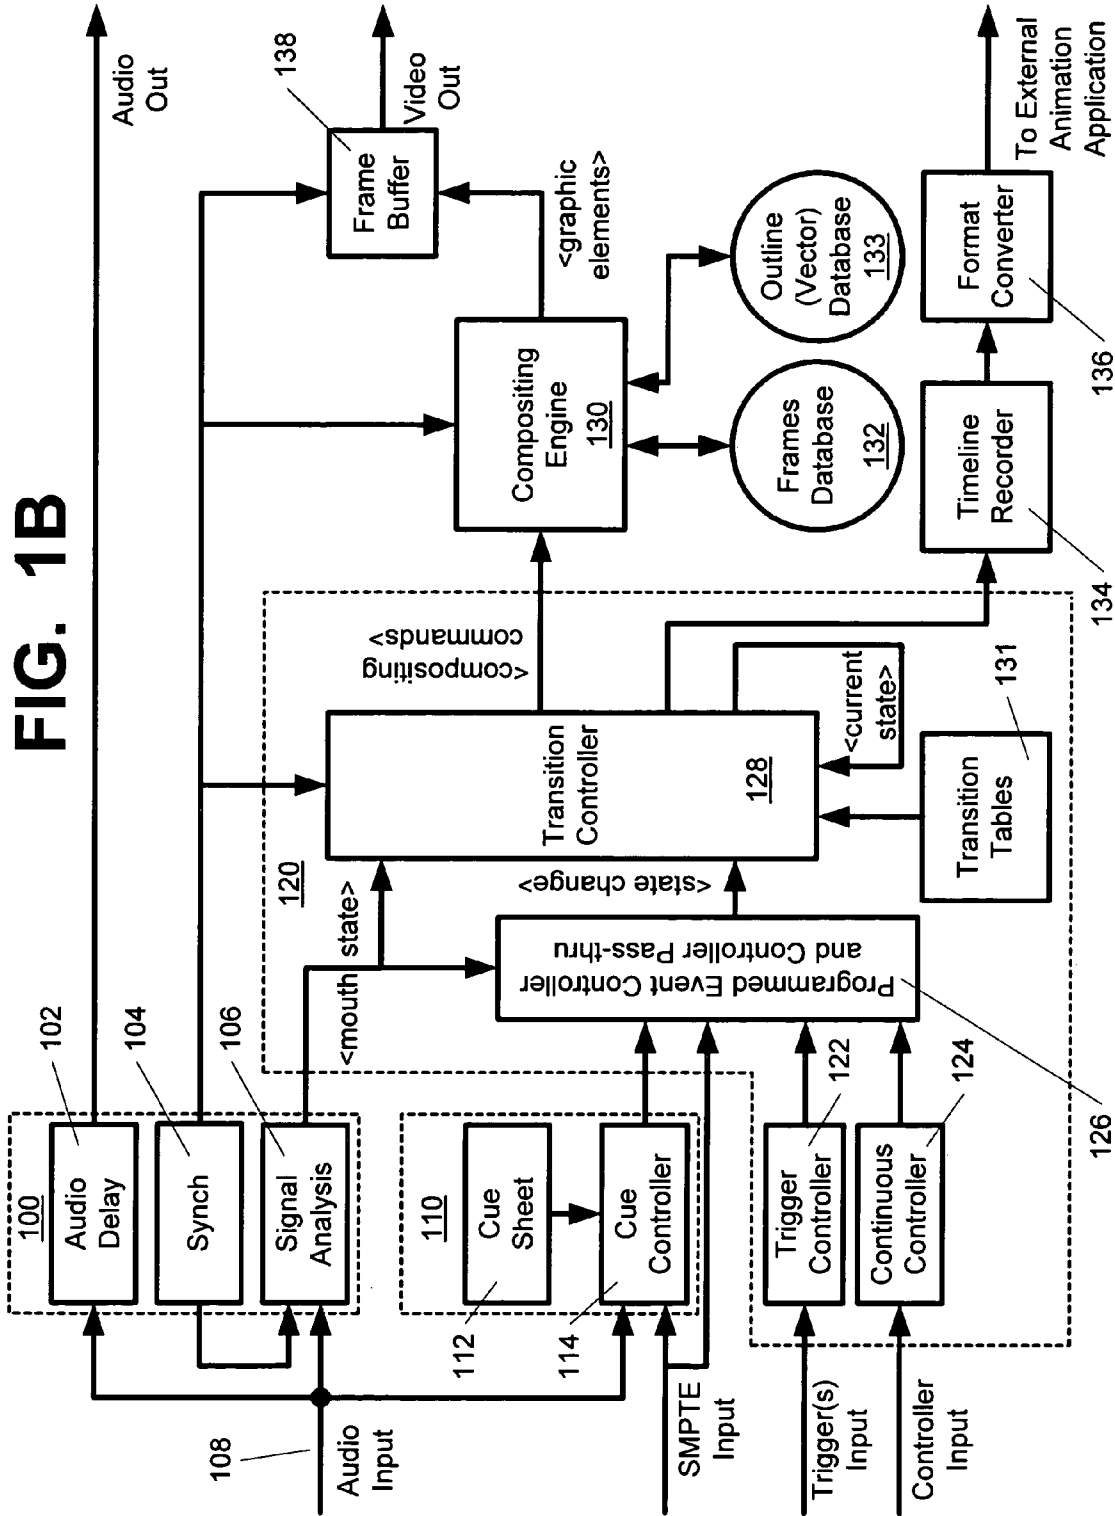 FIG. 1B
Audio
Out
100
Audio
Delay
102
Synch
104
Signal
Analysis
106
108
Audio
Input
110
Cue
Sheet
112
Cue
Controller
114
SMPTE
Input
Trigger(s)
Input
Controller
Input
Trigger
Controller
122
Continuous
Controller
124
<mouth state>
120
Programmed Event Controller
and Controller Pass-thru
126
<state change>
Transition
Controller
128
<current
state>
Transition
Tables
131
<compositing
commands>
Compositing
Engine
130
Frames
Database
132
Outline
(Vector)
Database
133
<graphic
elements>
Frame
Buffer
138
Video
Out
Timeline
Recorder
134
Format
Converter
136
To External
Animation
Application